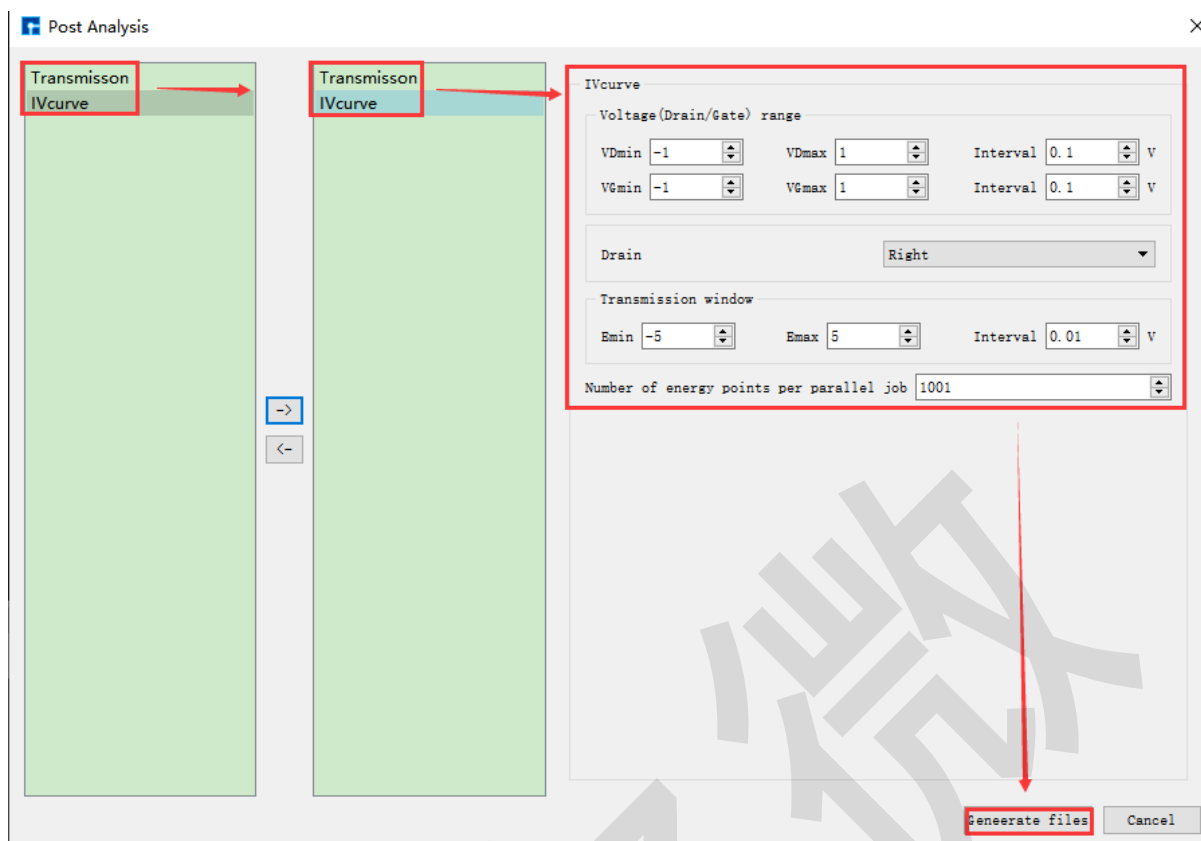 Post Analysis
Transmisson
IVcurve
->
<-
Transmisson
IVcurve
IVcurve
Voltage(Drain/Gate) range
VDmin -1 VDmax 1 Interval 0.1 V
VGmin -1 VGmax 1 Interval 0.1 V
Drain Right
Transmission window
Emin -5 Emax 5 Interval 0.01 V
Number of energy points per parallel job 1001
Geneerate files Cancel
微